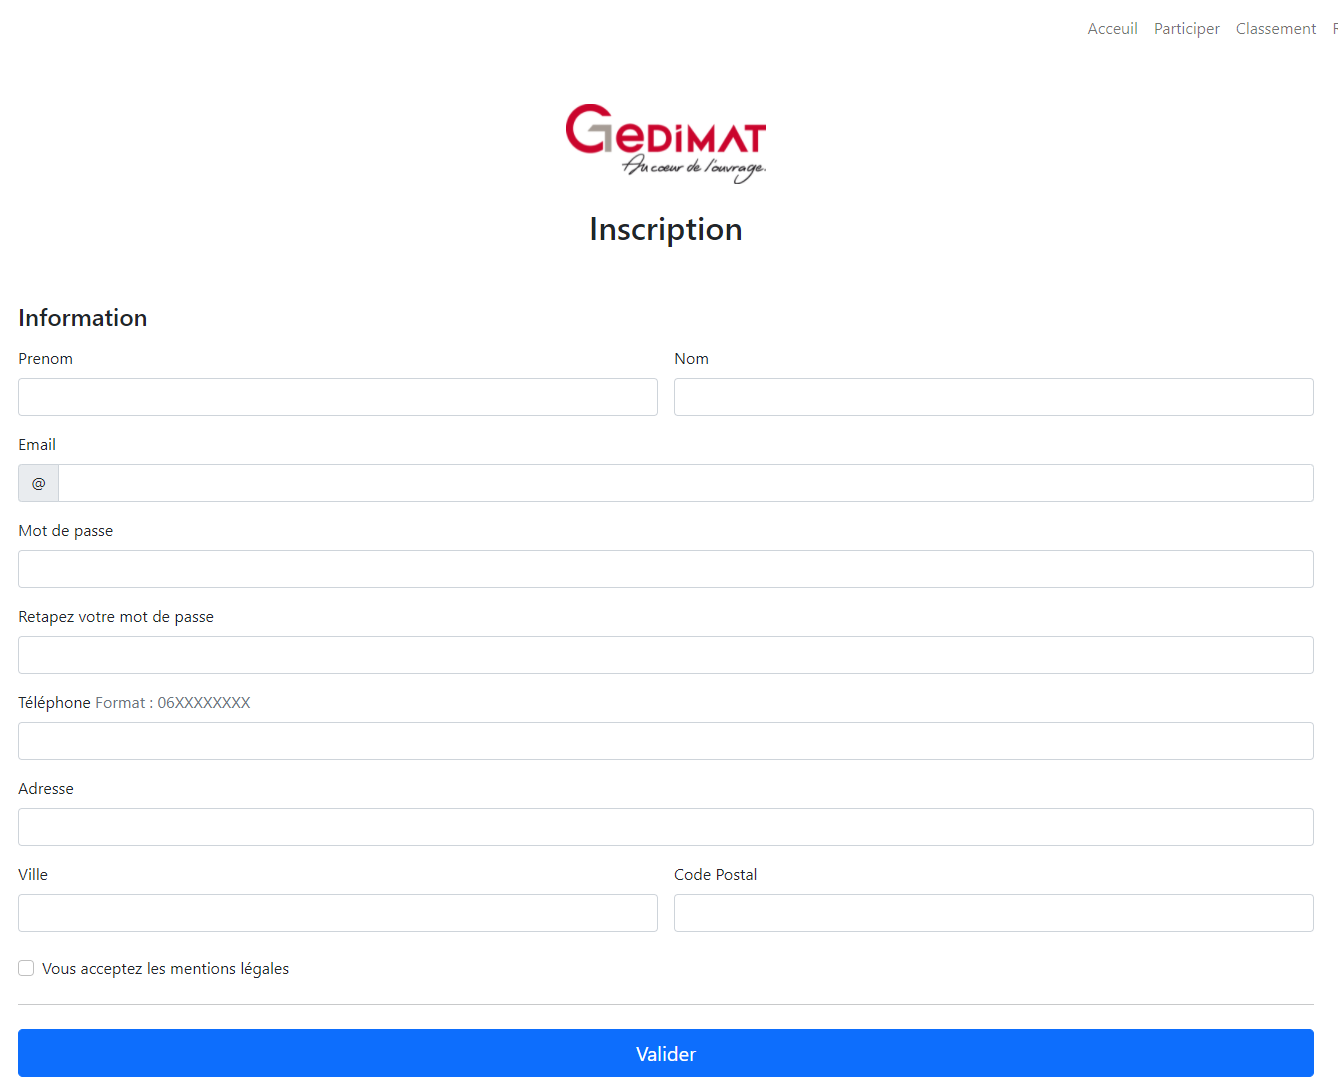 Acceuil Participer Classement
GEDIMAT
Au coeur de l'ouvrage.
Inscription
Information
Prenom Nom
Email
@
Mot de passe
Retapez votre mot de passe
Téléphone Format : 06XXXXXXXX
Adresse
Ville Code Postal
Vous acceptez les mentions légales
Valider